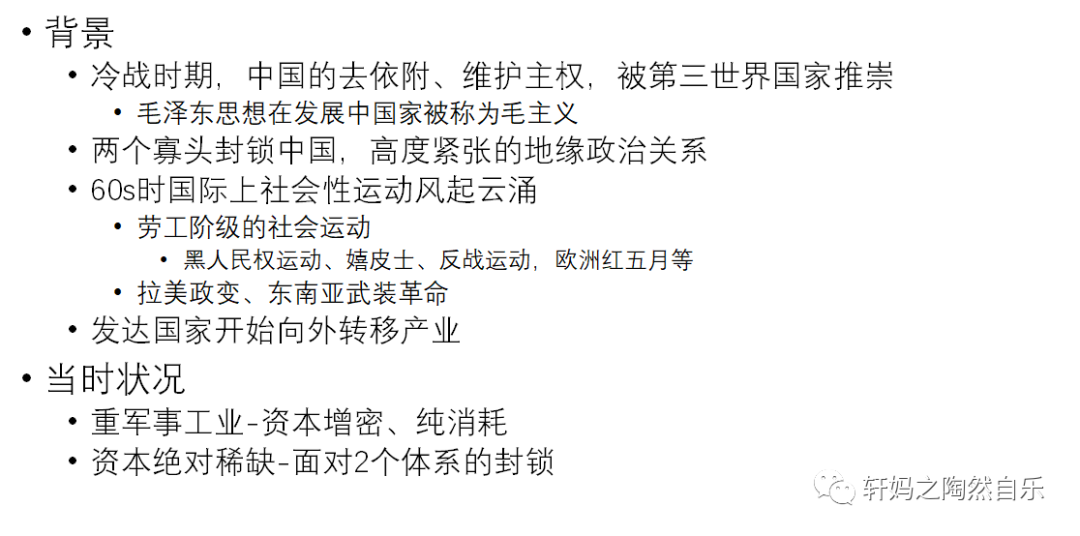 • 背景
• 冷战时期，中国的去依附、维护主权，被第三世界国家推崇
• 毛泽东思想在发展中国家被称为毛主义
• 两个寡头封锁中国，高度紧张的地缘政治关系
• 60s时国际上社会性运动风起云涌
• 劳工阶级的社会运动
• 黑人民权运动、嬉皮士、反战运动，欧洲红五月等
• 拉美政变、东南亚武装革命
• 发达国家开始向外转移产业
• 当时状况
• 重军事工业-资本增密、纯消耗
• 资本绝对稀缺-面对2个体系的封锁
轩妈之陶然自乐